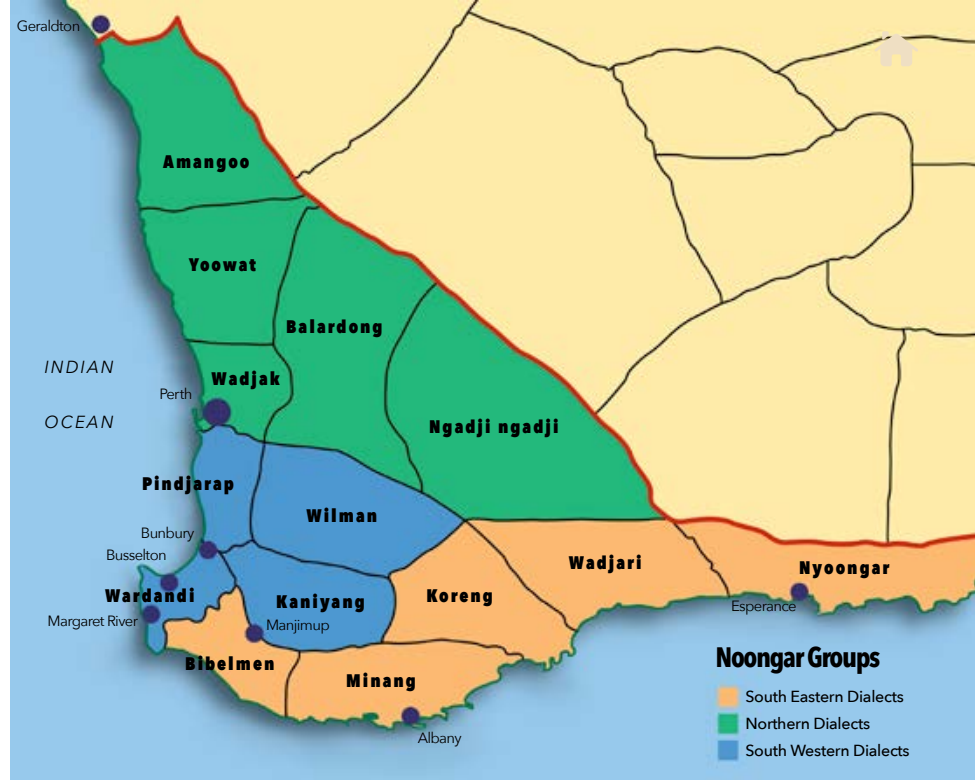 Geraldton
Amangoo
Yoowat
Balardong
INDIAN
OCEAN
Wadjak
Perth
Ngadji ngadji
Pindjarap
Wilman
Bunbury
Busselton
Wadjari
Nyoongar
Wardandi
Kaniyang
Koreng
Esperance
Margaret River
Manjimup
Bibelmen
Minang
Albany
Noongar Groups
South Eastern Dialects
Northern Dialects
South Western Dialects